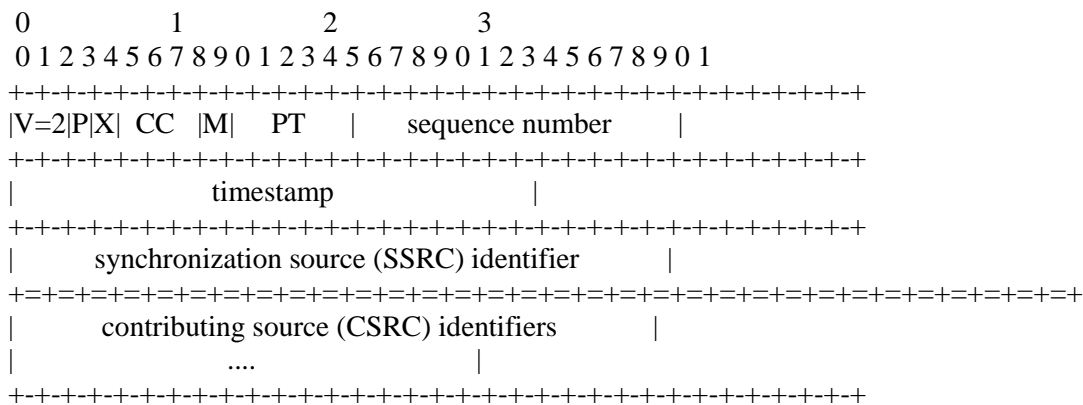 0 1 2 3
0 1 2 3 4 5 6 7 8 9 0 1 2 3 4 5 6 7 8 9 0 1 2 3 4 5 6 7 8 9 0 1
+-+-+-+-+-+-+-+-+-+-+-+-+-+-+-+-+-+-+-+-+-+-+-+-+-+-+-+-+-+-+-+-+
|V=2|P|X| CC |M| PT | sequence number |
+-+-+-+-+-+-+-+-+-+-+-+-+-+-+-+-+-+-+-+-+-+-+-+-+-+-+-+-+-+-+-+-+
| timestamp |
+-+-+-+-+-+-+-+-+-+-+-+-+-+-+-+-+-+-+-+-+-+-+-+-+-+-+-+-+-+-+-+-+
| synchronization source (SSRC) identifier |
+=+=+=+=+=+=+=+=+=+=+=+=+=+=+=+=+=+=+=+=+=+=+=+=+=+=+=+=+=+=+=+=+
| contributing source (CSRC) identifiers |
| .... |
+-+-+-+-+-+-+-+-+-+-+-+-+-+-+-+-+-+-+-+-+-+-+-+-+-+-+-+-+-+-+-+-+